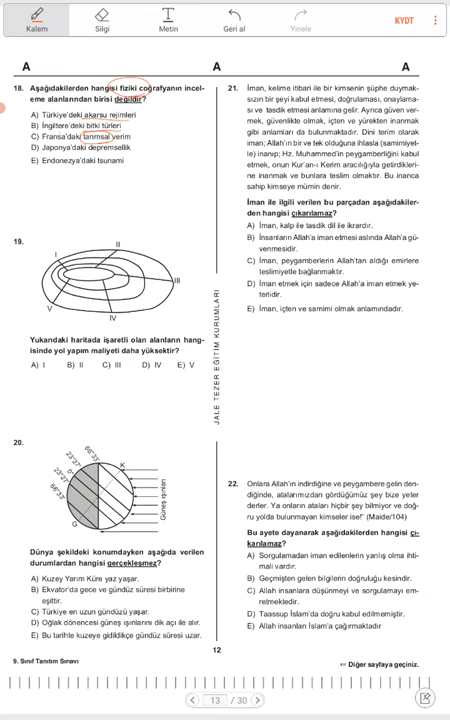 Kalem
Silgi
Metin
Geri al
Yinele
KYDT
A
A
A
18. Aşağıdakilerden hangisi fiziki coğrafyanın incel-
eme alanlarından birisi değildir?
A) Türkiye'deki akarsu rejimleri
B) İngiltere'deki bitki türleri
C) Fransa'daki tarımsal verim
D) Japonya'daki depremsellik
E) Endonezya'daki tsunami
19.
I
II
III
IV
V
Yukarıdaki haritada işaretli olan alanların hang-
isinde yol yapım maliyeti daha yüksektir?
A) I
B) II
C) III
D) IV
E) V
20.
66°33'
23°27'
0°
23°27'
66°33'
K
G
Güneş ışınları
Dünya şekildeki konumdayken aşağıda verilen
durumlardan hangisi gerçekleşmez?
A) Kuzey Yarım Küre yaz yaşar.
B) Ekvator'da gece ve gündüz süresi birbirine
eşittir.
C) Türkiye en uzun gündüzü yaşar.
D) Oğlak dönencesi güneş ışınlarını dik açı ile alır.
E) Bu tarihte kuzeye gidildikçe gündüz süresi uzar.
JALE TEZER EĞİTİM KURUMLARI
21. İman, kelime itibari ile bir kimsenin şüphe duymak-
sızın bir şeyi kabul etmesi, doğrulaması, onaylama-
sı ve tasdik etmesi anlamına gelir. Ayrıca güven ver-
mek, güvenlikte olmak, içten ve yürekten inanmak
gibi anlamları da bulunmaktadır. Dini terim olarak
iman; Allah'ın bir ve tek olduğuna ihlasla (samimiyet-
le) inanıp; Hz. Muhammed'in peygamberliğini kabul
etmek, onun Kur'an-ı Kerim aracılığıyla getirdikleri-
ne inanmak ve bunlara teslim olmaktır. Bu inanca
sahip kimseye mümin denir.
İman ile ilgili verilen bu parçadan aşağıdakiler-
den hangisi çıkarılamaz?
A) İman, kalp ile tasdik dil ile ikrardır.
B) İnsanların Allah'a iman etmesi aslında Allah'a gü-
venmesidir.
C) İman, peygamberlerin Allah'tan aldığı emirlere
teslimiyetle bağlanmaktır.
D) İman etmek için sadece Allah'a iman etmek ye-
terlidir.
E) İman, içten ve samimi olmak anlamındadır.
22. Onlara Allah'ın indirdiğine ve peygambere gelin den-
diğinde, atalarımızdan gördüğümüz şey bize yeter
derler. Ya onların ataları hiçbir şey bilmiyor ve doğ-
ru yolda bulunmayan kimseler ise!' (Maide/104)
Bu ayete dayanarak aşağıdakilerden hangisi çı-
karılamaz?
A) Sorgulamadan iman edilenlerin yanlış olma ihti-
mali vardır.
B) Geçmişten gelen bilgilerin doğruluğu kesindir.
C) Allah insanlara düşünmeyi ve sorgulamayı em-
retmektedir.
D) Taassup İslam'da doğru kabul edilmemiştir.
E) Allah insanları İslam'a çağırmaktadır
12
9. Sınıf Tanıtım Sınavı
Diğer sayfaya geçiniz.
13 / 30